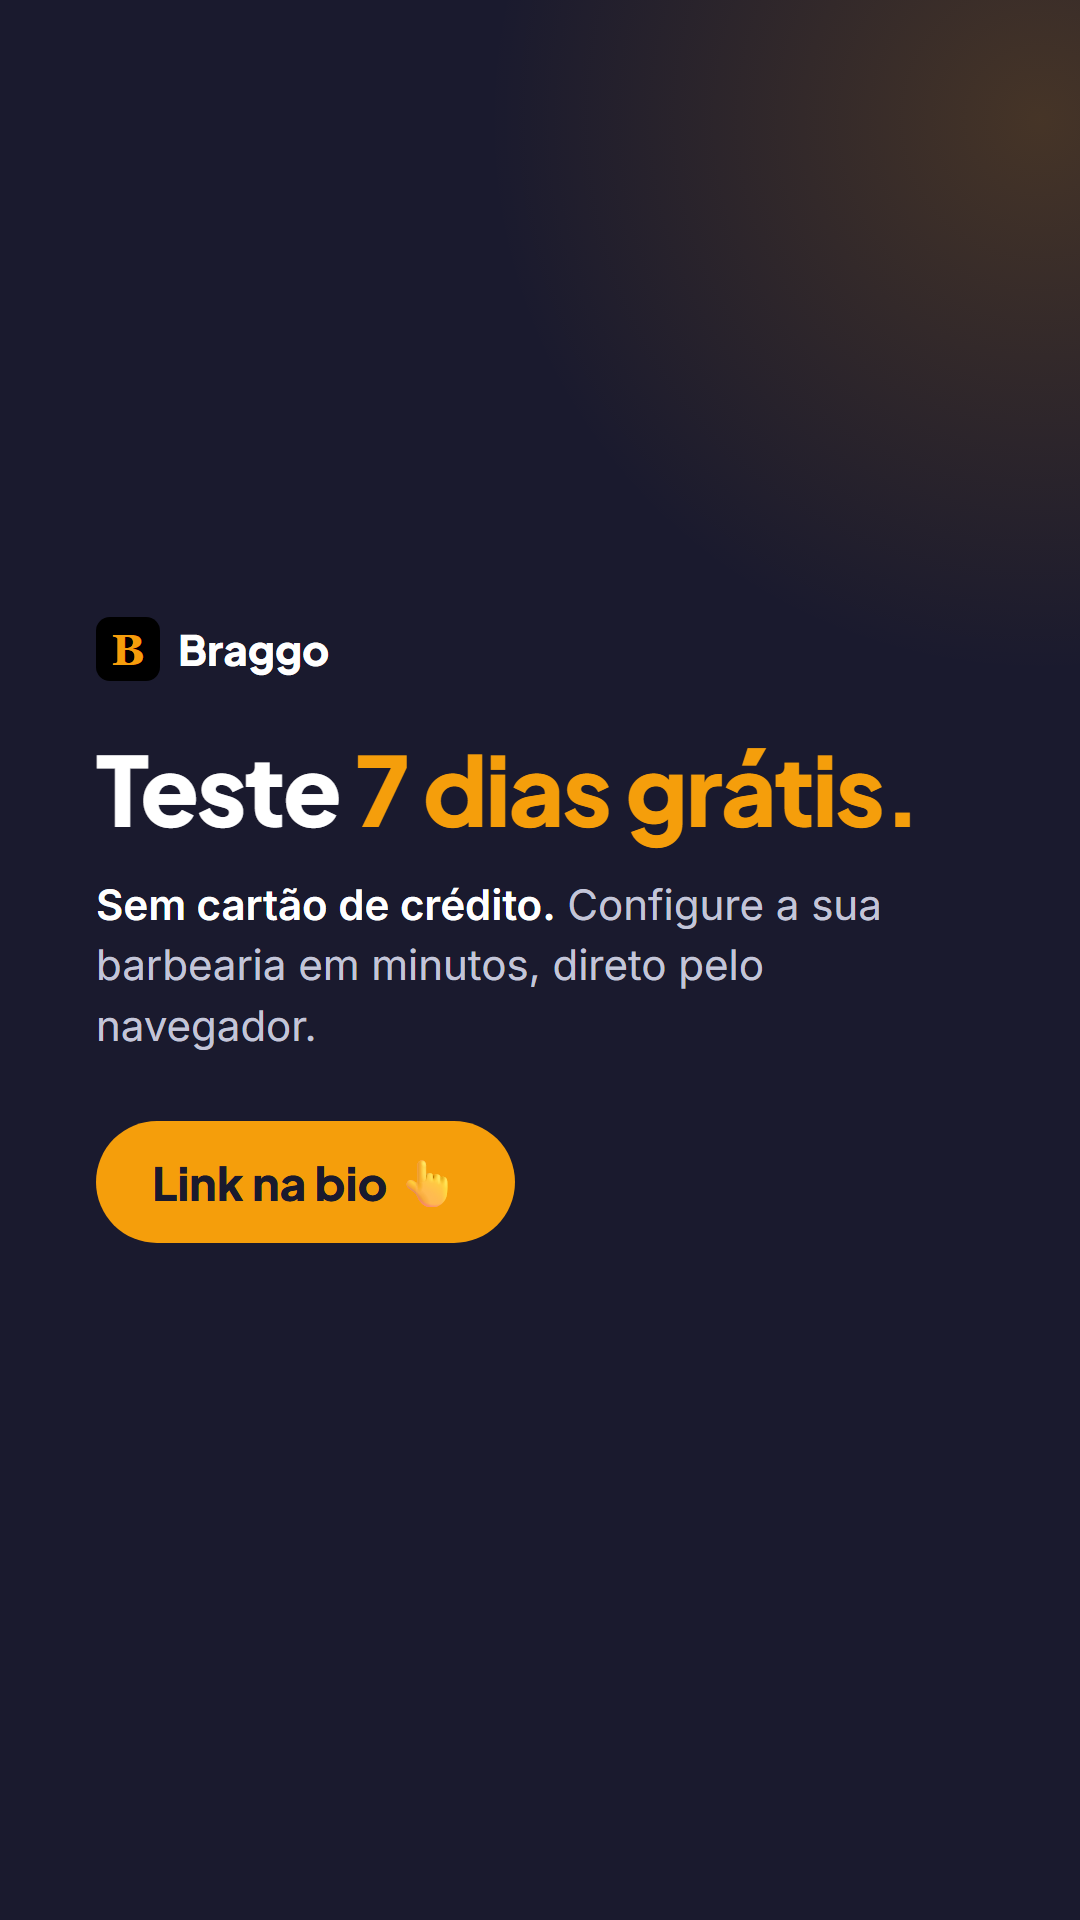 B Braggo
Teste 7 dias grátis.
Sem cartão de crédito. Configure a sua
barbearia em minutos, direto pelo
navegador.
Link na bio 👆